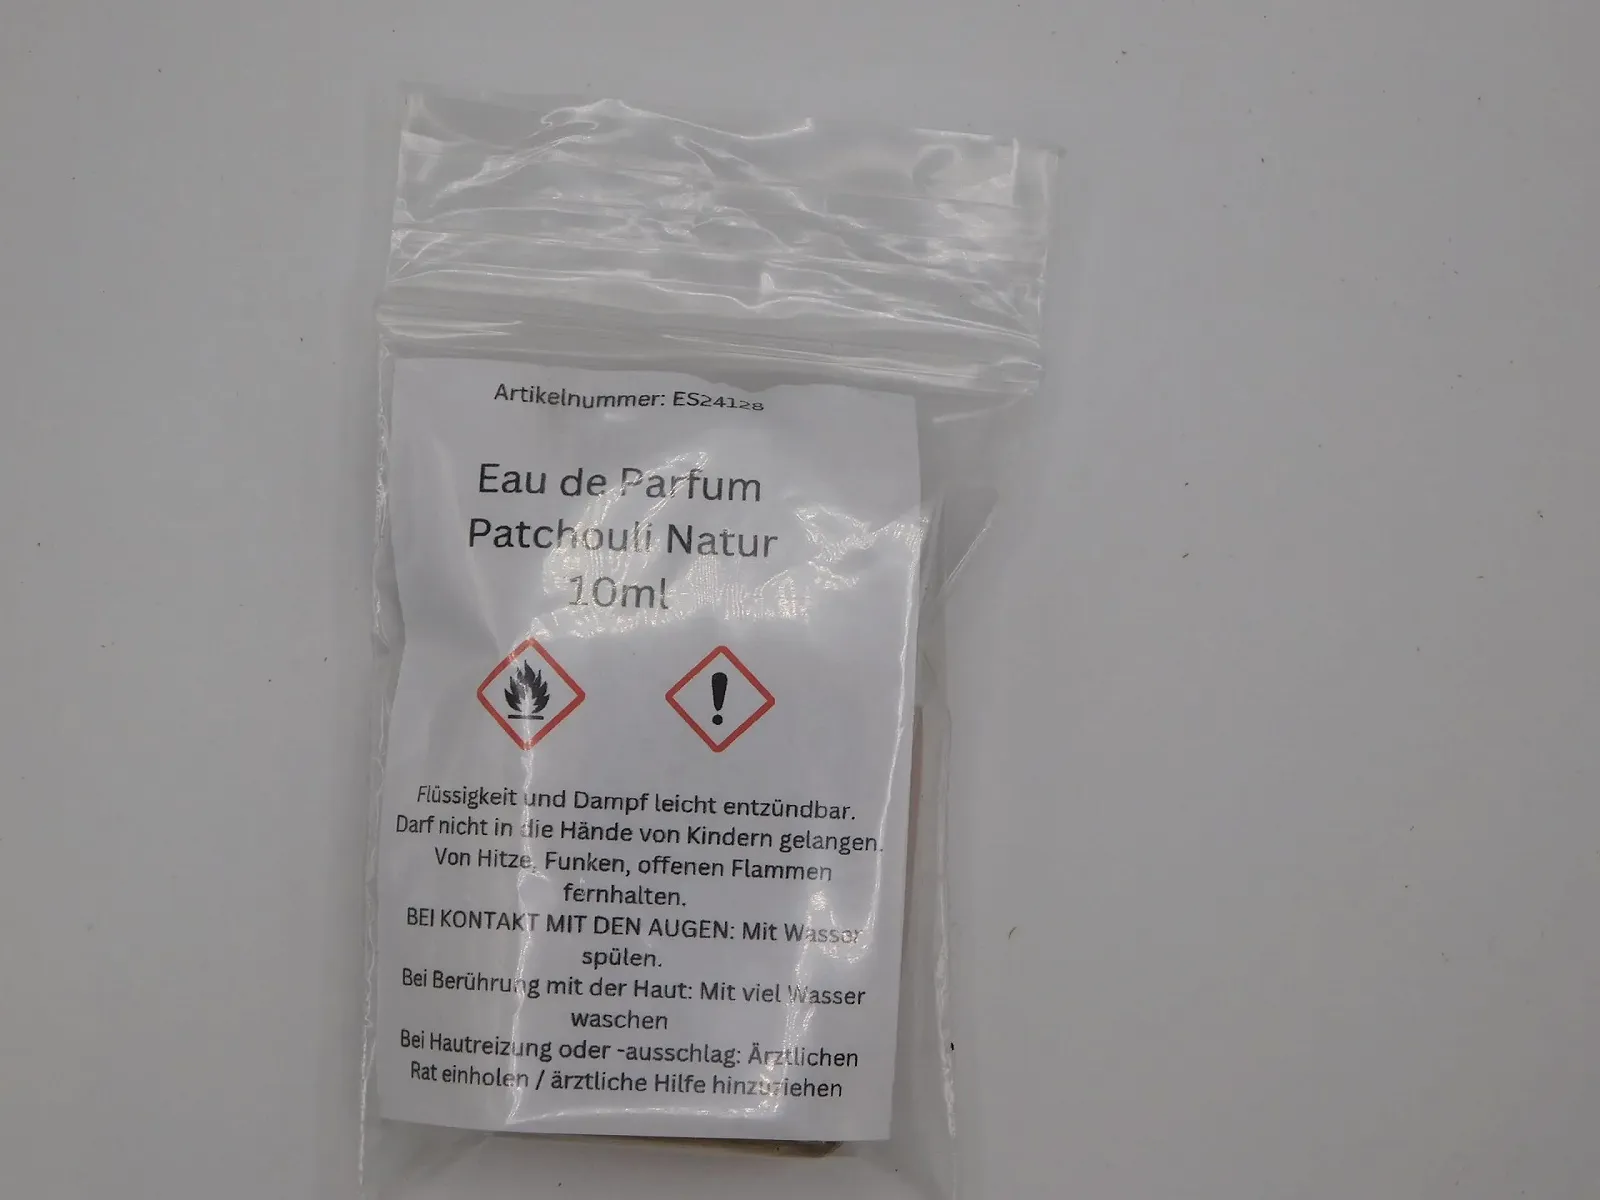 Artikelnummer: ES24128
Eau de Parfum
Patchouli Natur
10ml
Flüssigkeit und Dampf leicht entzündbar.
Darf nicht in die Hände von Kindern gelangen.
Von Hitze, Funken, offenen Flammen
fernhalten.
BEI KONTAKT MIT DEN AUGEN: Mit Wasser
spülen.
Bei Berührung mit der Haut: Mit viel Wasser
waschen
Bei Hautreizung oder -ausschlag: Ärztlichen
Rat einholen / ärztliche Hilfe hinzuziehen